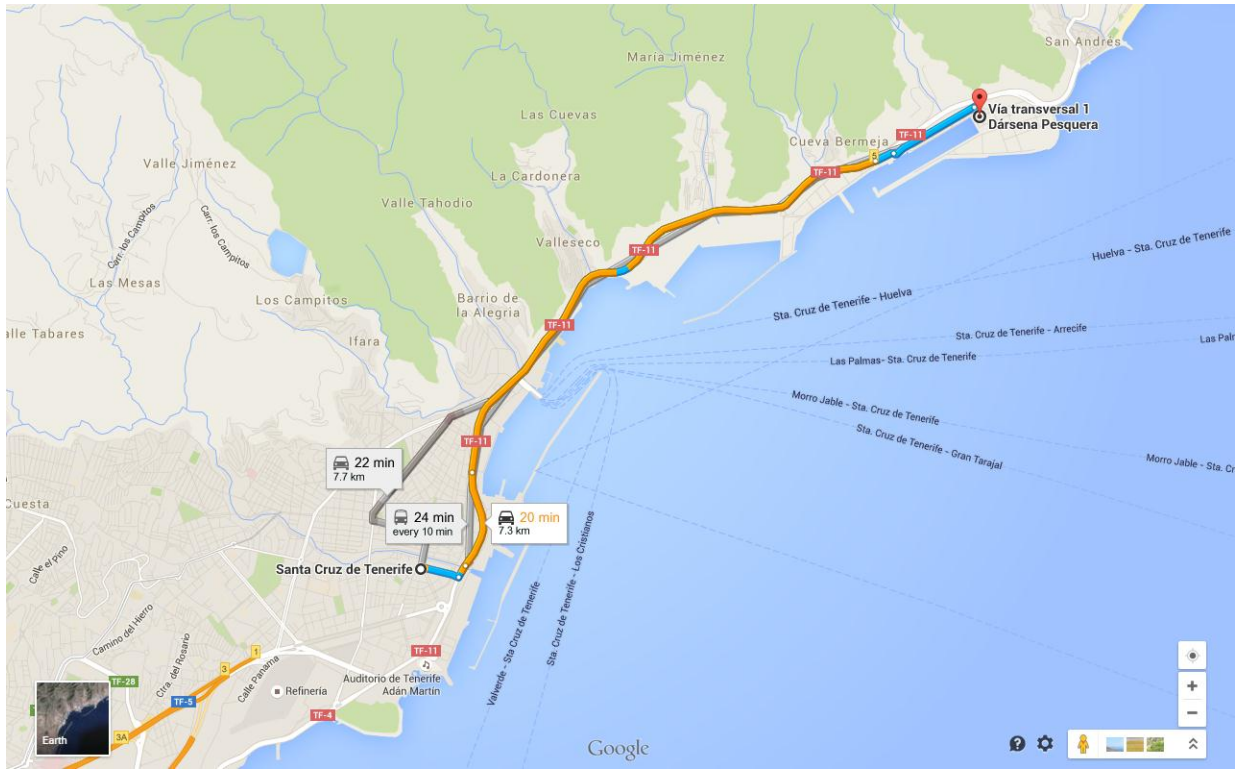 San Andrés
María Jiménez
Vía transversal 1
Dársena Pesquera
Las Cuevas
TF-11
Cueva Bermeja
5
Valle Jiménez
TF-11
La Cardonera
Carr. los Campitos
Carr. los Campitos
Valle Tahodio
Valleseco
TF-11
Huelva - Sta. Cruz de Tenerife
Las Mesas
Los Campitos
Barrio de
la Alegria
Sta. Cruz de Tenerife - Huelva
TF-11
Valle Tabares
Ifara
Sta. Cruz de Tenerife - Arrecife
Las Palmas- Sta. Cruz de Tenerife
Las Palm
Morro Jable - Sta. Cruz de Tenerife
Sta. Cruz de Tenerife - Gran Tarajal
TF-11
Morro Jable - Sta. C
22 min
7.7 km
Cuesta
24 min
every 10 min
20 min
7.3 km
Calle el Pino
Santa Cruz de Tenerife
Valverde - Sta Cruz de Tenerife
Sta. Cruz de Tenerife - Los Cristianos
Camino del Hierro
Ctra. del Rosario
Calle Panama
1
3
TF-11
TF-28
TF-5
Refinería
Auditorio de Tenerife
Adán Martín
TF-4
3A
Earth
Google